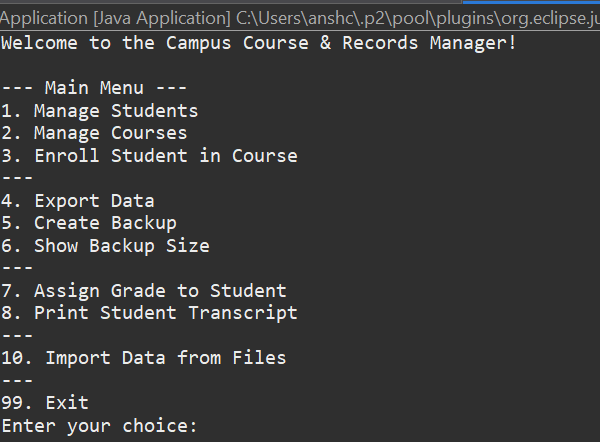 Application [Java Application] C:\Users\anshc\.p2\pool\plugins\org.eclipse.ju
Welcome to the Campus Course & Records Manager!
--- Main Menu ---
1. Manage Students
2. Manage Courses
3. Enroll Student in Course
---
4. Export Data
5. Create Backup
6. Show Backup Size
---
7. Assign Grade to Student
8. Print Student Transcript
---
10. Import Data from Files
---
99. Exit
Enter your choice: